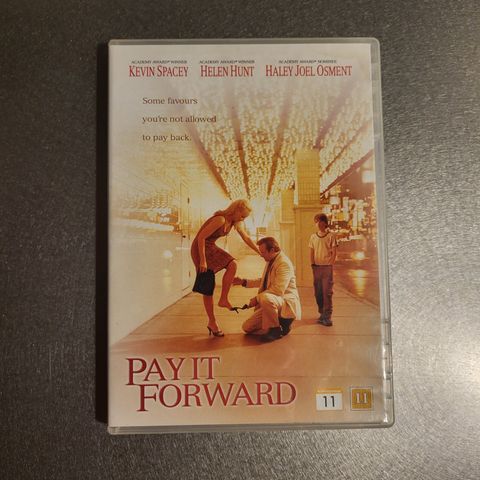 ACADEMY AWARD® WINNER ACADEMY AWARD® WINNER ACADEMY AWARD® NOMINEE
KEVIN SPACEY HELEN HUNT HALEY JOEL OSMENT
Some favours
you're not allowed
to pay back.
PAY IT
FORWARD
11 11